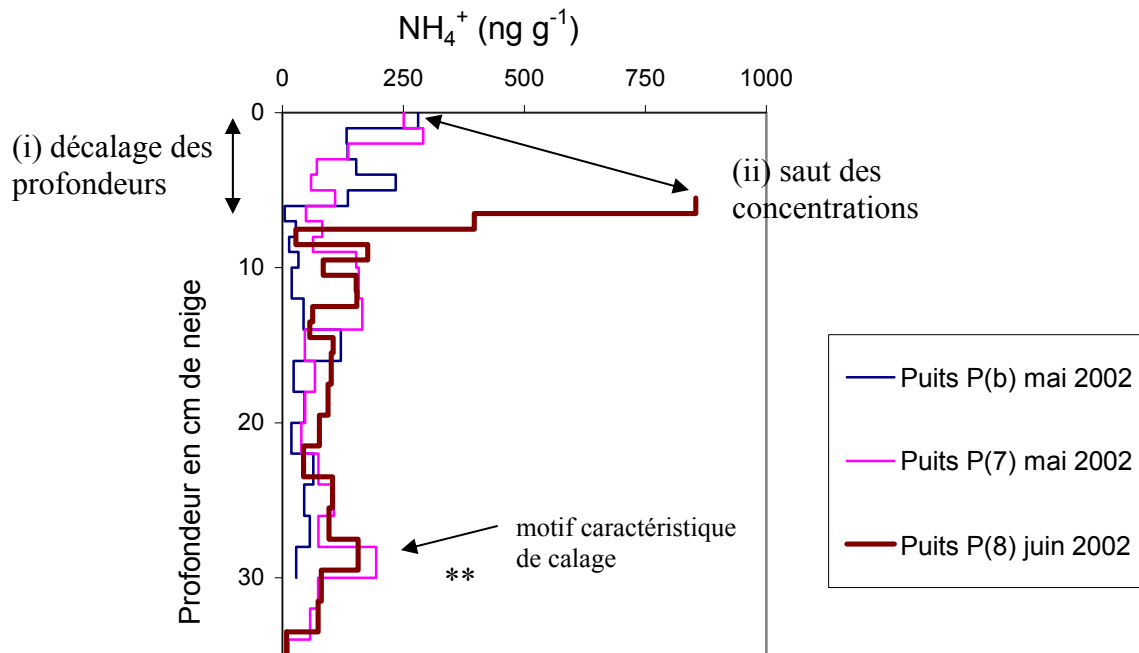 NH₄⁺ (ng g⁻¹)
0 250 500 750 1000
0
10
20
30
Profondeur en cm de neige
(i) décalage des
profondeurs
(ii) saut des
concentrations
motif caractéristique
de calage
**
Puits P(b) mai 2002
Puits P(7) mai 2002
Puits P(8) juin 2002